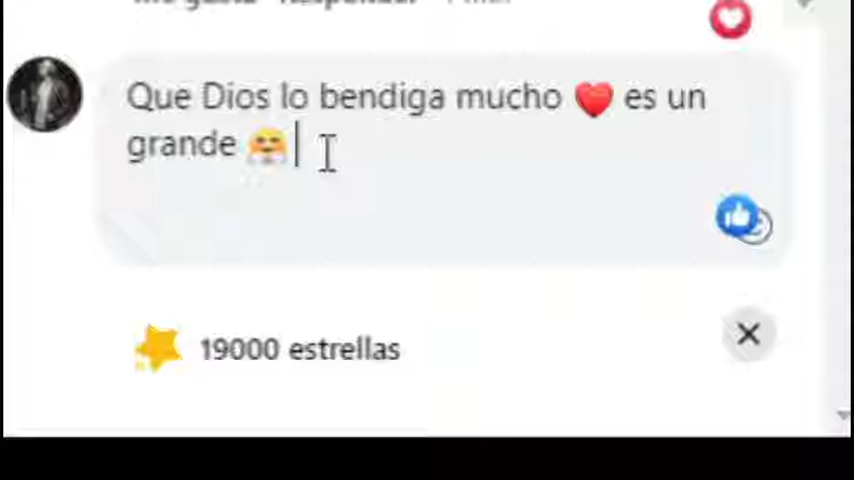 Que Dios lo bendiga mucho ❤️ es un
grande 🤗
19000 estrellas